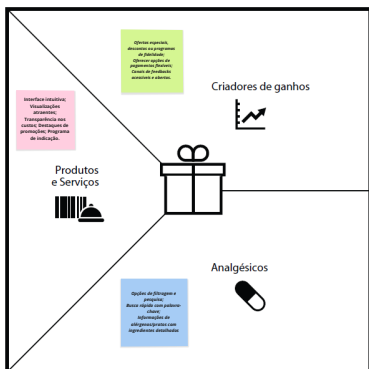 Ofertas especiais,
descontos ou programas
de fidelidade;
Oferecer opções de
pagamentos flexíveis;
Canais de feedback
acessíveis e abertos.
Criadores de ganhos
Interface intuitiva;
Visualizações
atraentes;
Transparência nos
custos; Destaques de
promoções; Programa
de indicação.
Produtos
e Serviços
Analgésicos
Opções de filtragem e
pesquisa;
Busca rápida com palavra-
chave;
Informações de
alérgenos/pratos com
ingredientes detalhados